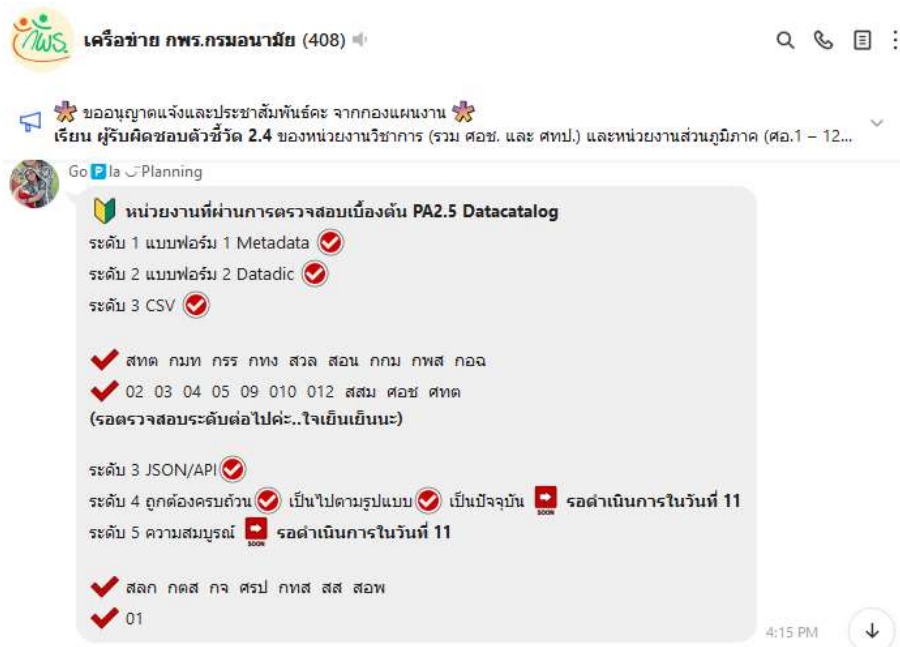 กพร.
เครือข่าย กพร.กรมอนามัย (408)
ขออนุญาตแจ้งและประชาสัมพันธ์คะ จากกองแผนงาน
เรียน ผู้รับผิดชอบตัวชี้วัด 2.4 ของหน่วยงานวิชาการ (รวม ศอช. และ ศทป.) และหน่วยงานส่วนภูมิภาค (ศอ.1 – 12...
Go P la Planning
หน่วยงานที่ผ่านการตรวจสอบเบื้องต้น PA2.5 Datacatalog
ระดับ 1 แบบฟอร์ม 1 Metadata
ระดับ 2 แบบฟอร์ม 2 Datadic
ระดับ 3 CSV
สทต กมท กรร กทง สวล สอน กกม กพส กอฉ
02 03 04 05 09 010 012 สสม ศอช ศทต
(รอตรวจสอบระดับต่อไปค่ะ..ใจเย็นเย็นนะ)
ระดับ 3 JSON/API
ระดับ 4 ถูกต้องครบถ้วน เป็นไปตามรูปแบบ เป็นปัจจุบัน SOON รอดำเนินการในวันที่ 11
ระดับ 5 ความสมบูรณ์ SOON รอดำเนินการในวันที่ 11
สลก กตส กจ ศรป กทส สส สอพ
01
4:15 PM